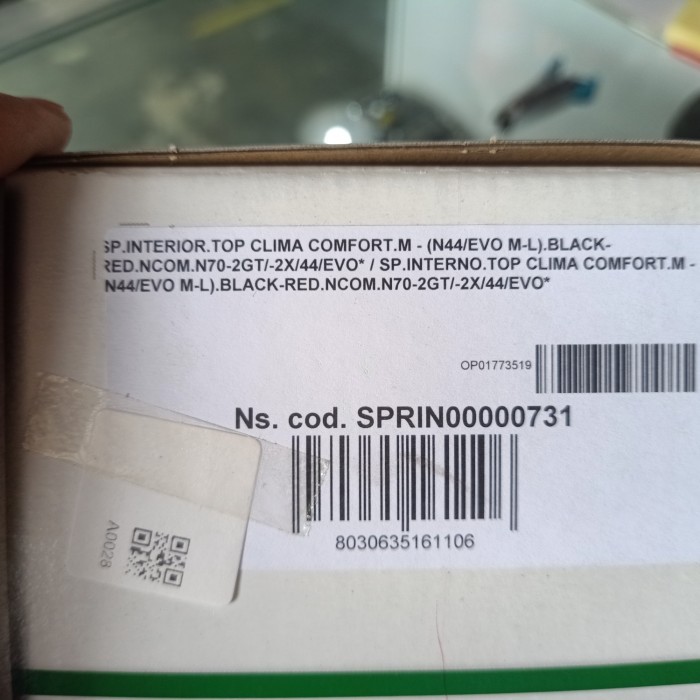 SP.INTERIOR.TOP CLIMA COMFORT.M - (N44/EVO M-L).BLACK-
RED.NCOM.N70-2GT/-2X/44/EVO* / SP.INTERNO.TOP CLIMA COMFORT.M -
N44/EVO M-L).BLACK-RED.NCOM.N70-2GT/-2X/44/EVO*
OP01773519
Ns. cod. SPRIN00000731
8030635161106
A0028